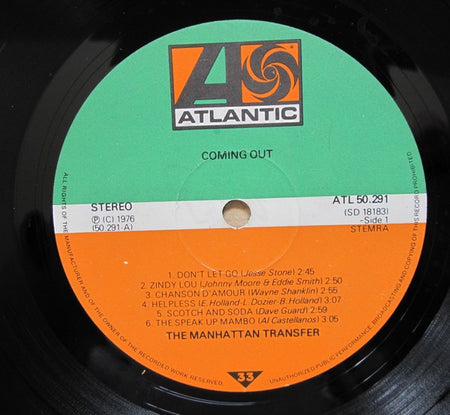 ATLANTIC
COMING OUT
STEREO
Ⓟ (C) 1976
(50.291-A)
ATL 50.291
(SD 18183)
-Side 1
STEMRA
1. DON'T LET GO (Jesse Stone) 2:45
2. ZINDY LOU (Johnny Moore & Eddie Smith) 2:50
3. CHANSON D'AMOUR (Wayne Shanklin) 2:55
4. HELPLESS (E. Holland-L. Dozier-B. Holland) 3:07
5. SCOTCH AND SODA (Dave Guard) 2:59
6. THE SPEAK UP MAMBO (Al Castellanos) 3:05
THE MANHATTAN TRANSFER
33
ALL RIGHTS OF THE MANUFACTURER AND OF THE OWNER OF THE RECORDED WORK RESERVED.
UNAUTHORIZED PUBLIC PERFORMANCE, BROADCASTING AND COPYING OF THIS RECORD PROHIBITED